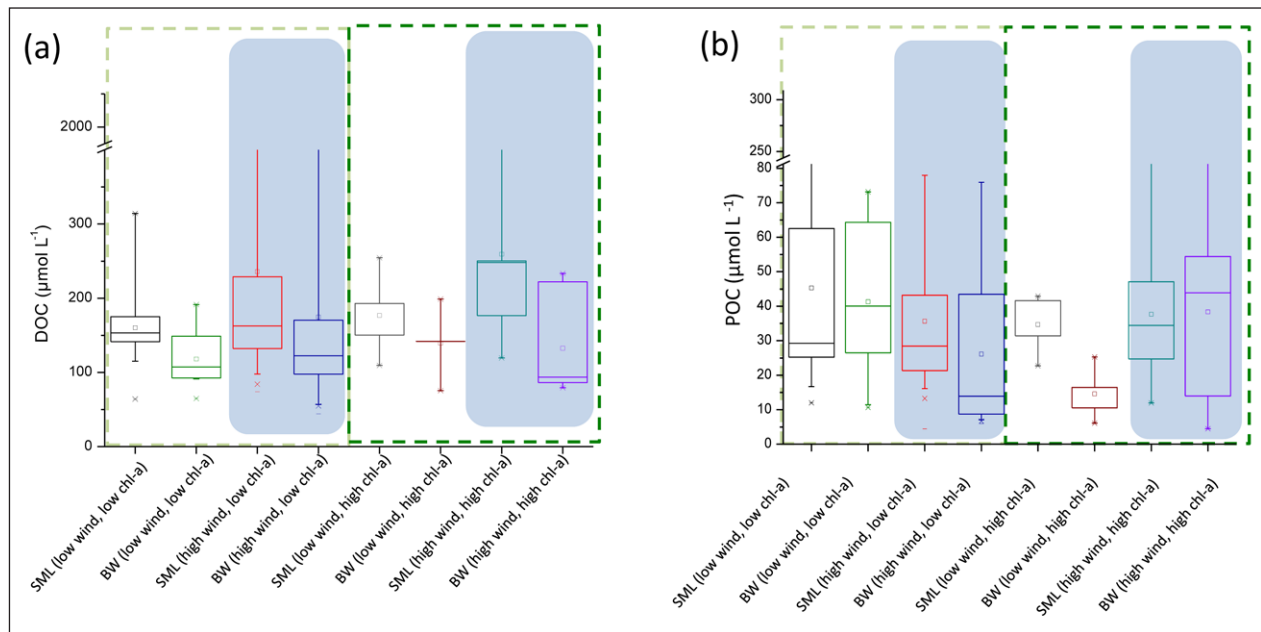 (a)
DOC (µmol L⁻¹)
2000
300
200
100
0
SML (low wind, low chl-a)
BW (low wind, low chl-a)
SML (high wind, low chl-a)
BW (high wind, low chl-a)
SML (low wind, high chl-a)
BW (low wind, high chl-a)
SML (high wind, high chl-a)
BW (high wind, high chl-a)
(b)
POC (µmol L⁻¹)
300
250
80
70
60
50
40
30
20
10
0
SML (low wind, low chl-a)
BW (low wind, low chl-a)
SML (high wind, low chl-a)
BW (high wind, low chl-a)
SML (low wind, high chl-a)
BW (low wind, high chl-a)
SML (high wind, high chl-a)
BW (high wind, high chl-a)